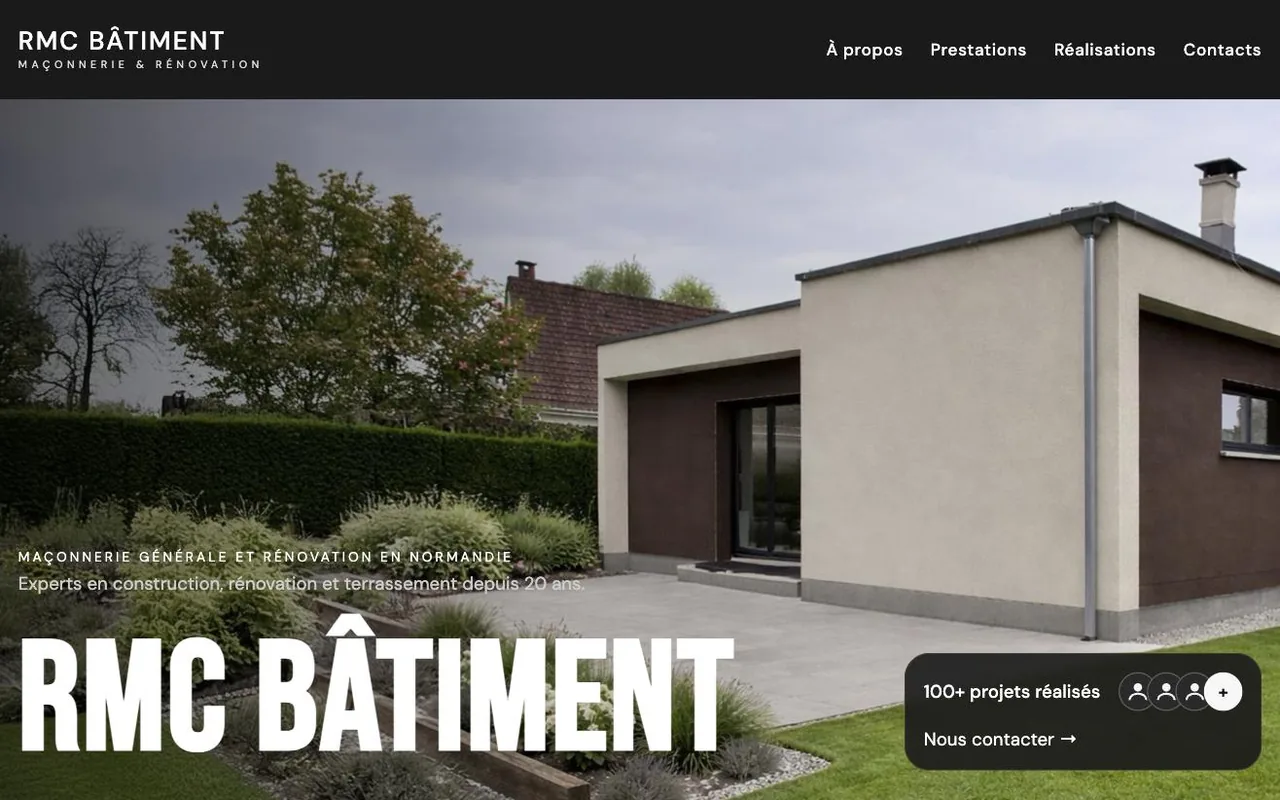 RMC BÂTIMENT
MAÇONNERIE & RÉNOVATION
À propos Prestations Réalisations Contacts
MAÇONNERIE GÉNÉRALE ET RÉNOVATION EN NORMANDIE
Experts en construction, rénovation et terrassement depuis 20 ans.
RMC BÂTIMENT
100+ projets réalisés +
Nous contacter →